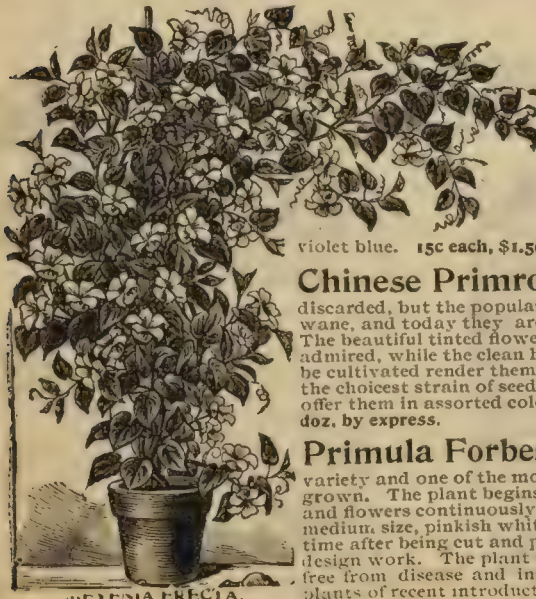 violet blue. 15c each, $1.50
Chinese Primro
discarded, but the popula
wane, and today they are
The beautiful tinted flowe
admired, while the clean h
be cultivated render them
the choicest strain of seed
offer them in assorted colo
doz. by express.
Primula Forbe
variety and one of the mo
grown. The plant begins
and flowers continuously
medium size, pinkish whit
time after being cut and p
design work. The plant
free from disease and in
plants of recent introduct
ERECTA.